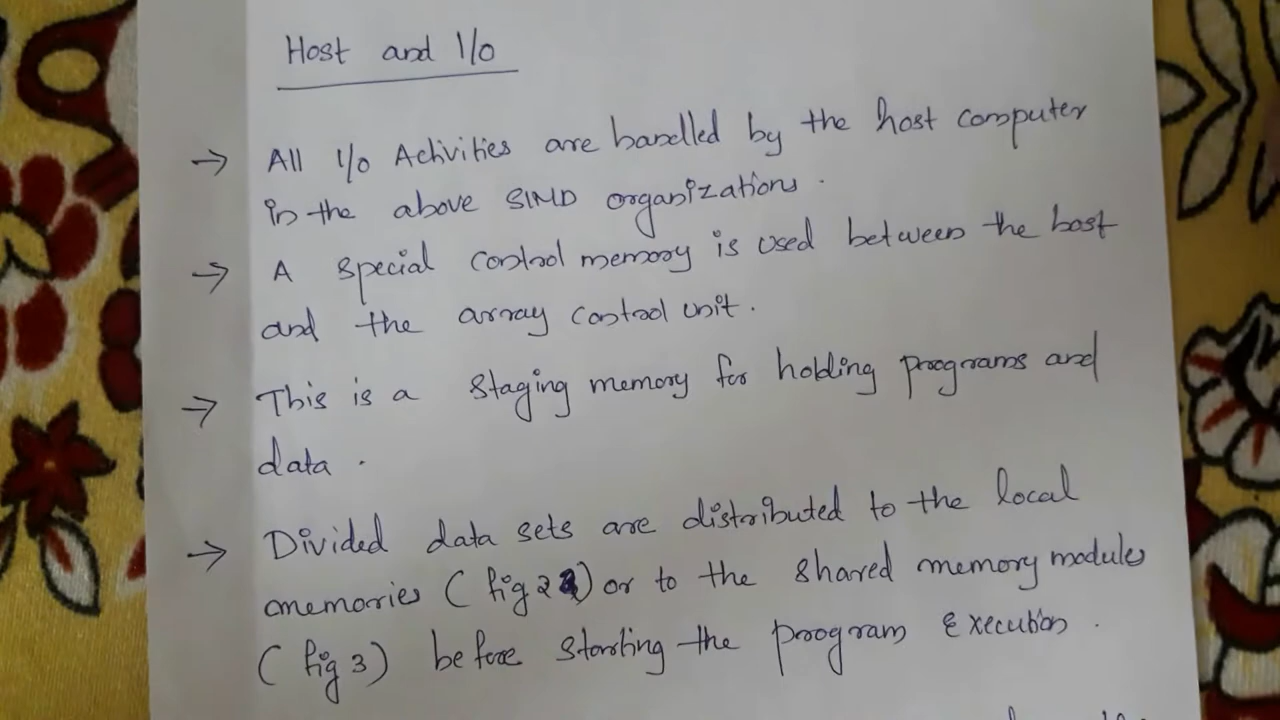 Host and I/o
→ All I/o Activities are handled by the host computer
in the above SIMD organizations.
→ A special control memory is used between the host
and the array control unit.
→ This is a staging memory for holding programs and
data.
→ Divided data sets are distributed to the local
memories (fig 2) or to the shared memory modules
(fig 3) before starting the program Execution.